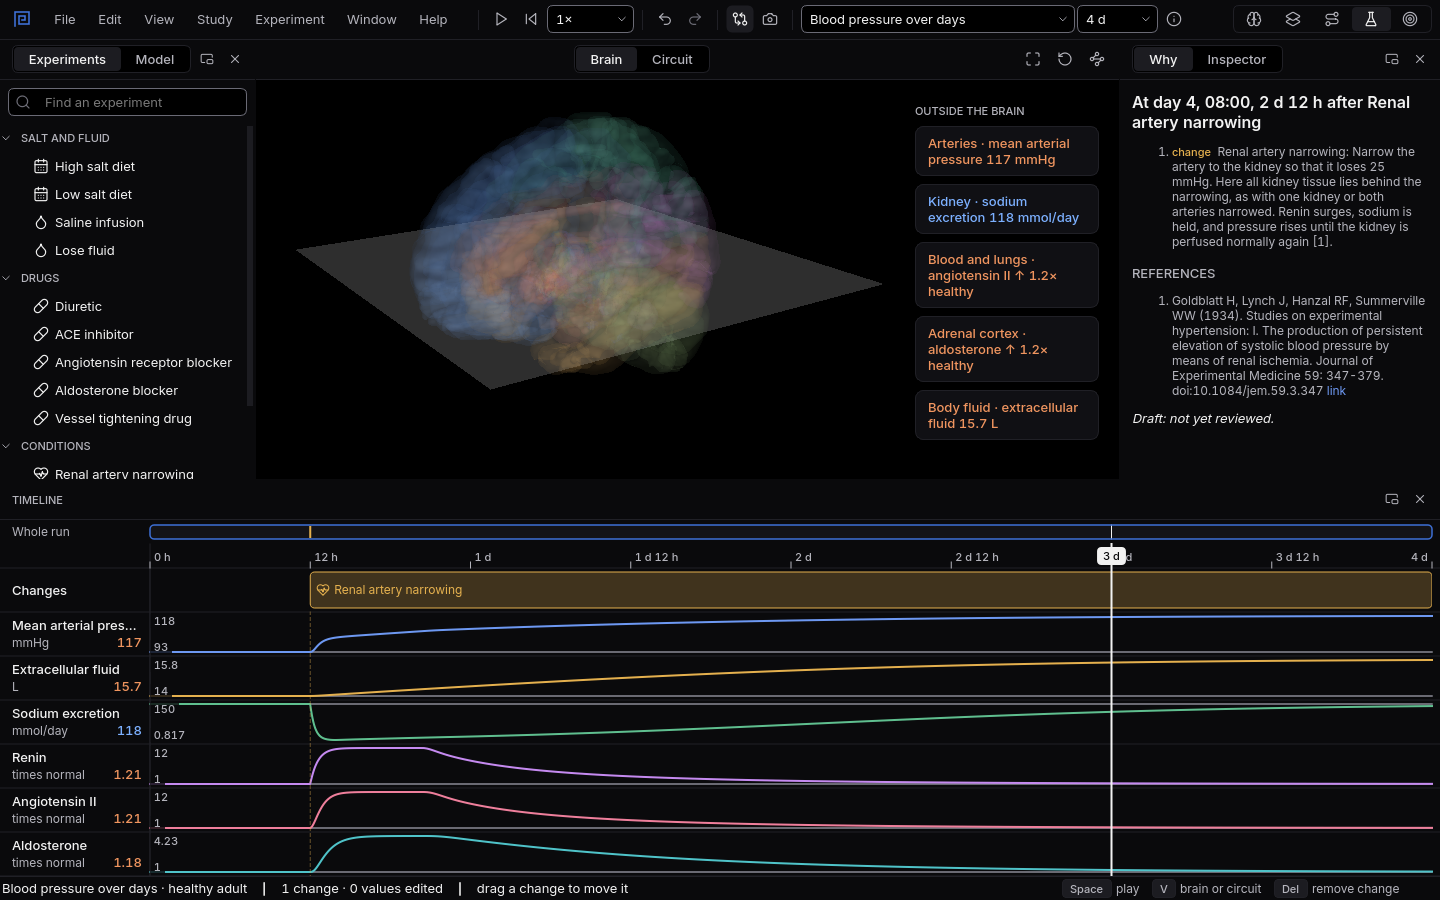 File Edit View Study Experiment Window Help
1×
Blood pressure over days
4 d
Experiments Model
Brain Circuit
Why Inspector
Find an experiment
SALT AND FLUID
High salt diet
Low salt diet
Saline infusion
Lose fluid
DRUGS
Diuretic
ACE inhibitor
Angiotensin receptor blocker
Aldosterone blocker
Vessel tightening drug
CONDITIONS
Renal artery narrowing
OUTSIDE THE BRAIN
Arteries · mean arterial
pressure 117 mmHg
Kidney · sodium
excretion 118 mmol/day
Blood and lungs ·
angiotensin II ↑ 1.2×
healthy
Adrenal cortex ·
aldosterone ↑ 1.2×
healthy
Body fluid · extracellular
fluid 15.7 L
At day 4, 08:00, 2 d 12 h after Renal
artery narrowing
1. change Renal artery narrowing: Narrow the
artery to the kidney so that it loses 25
mmHg. Here all kidney tissue lies behind the
narrowing, as with one kidney or both
arteries narrowed. Renin surges, sodium is
held, and pressure rises until the kidney is
perfused normally again [1].
REFERENCES
1. Goldblatt H, Lynch J, Hanzal RF, Summerville
WW (1934). Studies on experimental
hypertension: I. The production of persistent
elevation of systolic blood pressure by
means of renal ischemia. Journal of
Experimental Medicine 59: 347-379.
doi:10.1084/jem.59.3.347 link
Draft: not yet reviewed.
TIMELINE
Whole run
0 h 12 h 1 d 1 d 12 h 2 d 2 d 12 h 3 d d 3 d 12 h 4 d
Changes
Renal artery narrowing
Mean arterial pres...
mmHg 117
118
93
Extracellular fluid
L 15.7
15.8
14
Sodium excretion
mmol/day 118
150
0.817
Renin
times normal 1.21
12
1
Angiotensin II
times normal 1.21
12
1
Aldosterone
times normal 1.18
4.23
1
Blood pressure over days · healthy adult | 1 change · 0 values edited | drag a change to move it
Space play V brain or circuit Del remove change